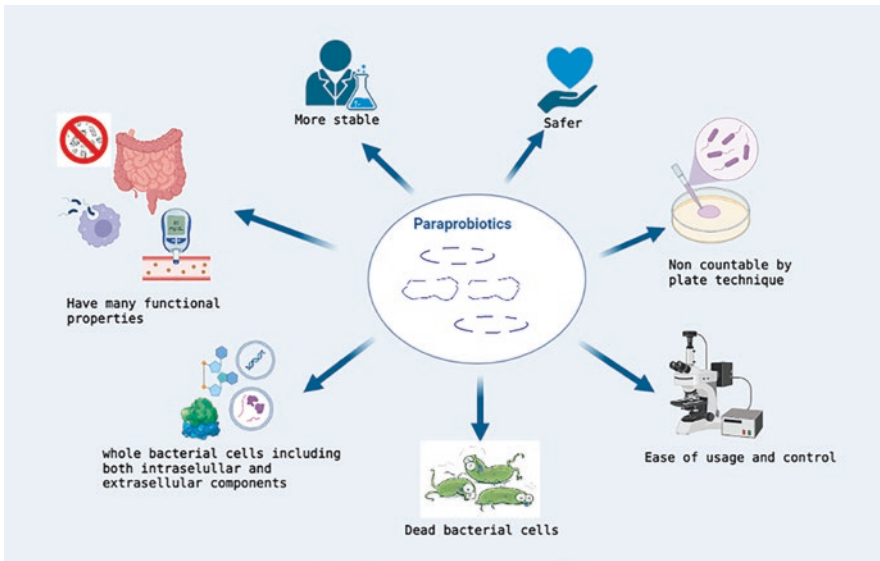 More stable
Safer
Paraprobiotics
Non countable by
plate technique
Have many functional
properties
whole bacterial cells including
both intraselullar and
extrasellular components
Ease of usage and control
Dead bacterial cells